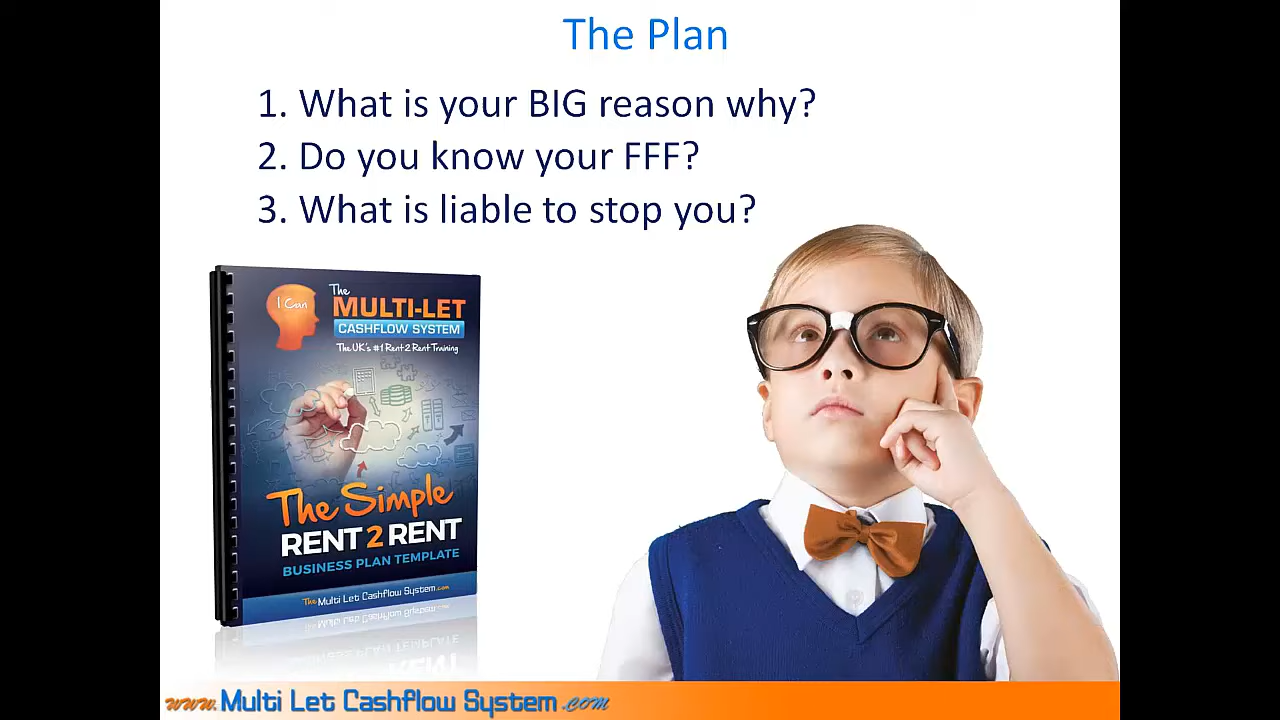 The Plan
1. What is your BIG reason why?
2. Do you know your FFF?
3. What is liable to stop you?
I Can
The
MULTI-LET
CASHFLOW SYSTEM
The UK's #1 Rent 2 Rent Training
The Simple
RENT 2 RENT
BUSINESS PLAN TEMPLATE
The Multi Let Cashflow System.com
www.Multi Let Cashflow System.com